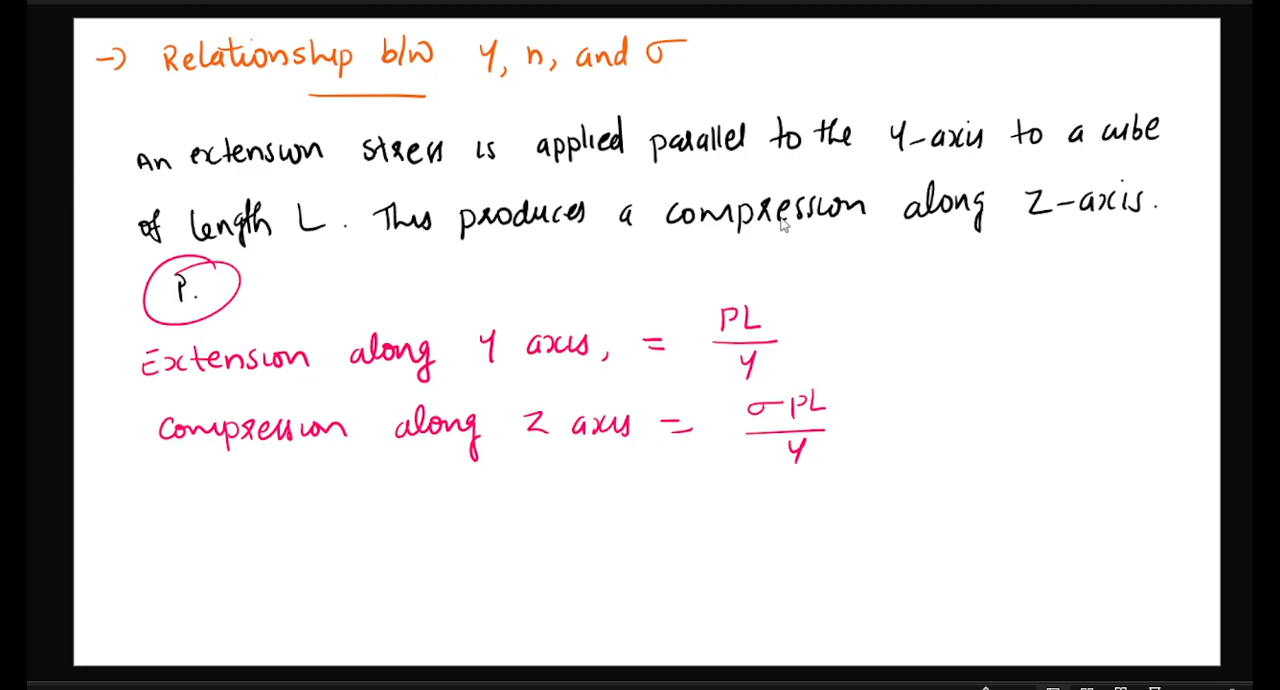 → Relationship b/w Y, n, and σ
An extension stress is applied parallel to the Y-axis to a cube
of length L. This produces a compression along Z-axis.
P.
Extension along Y axis, = PL/Y
Compression along Z axis = σPL/Y